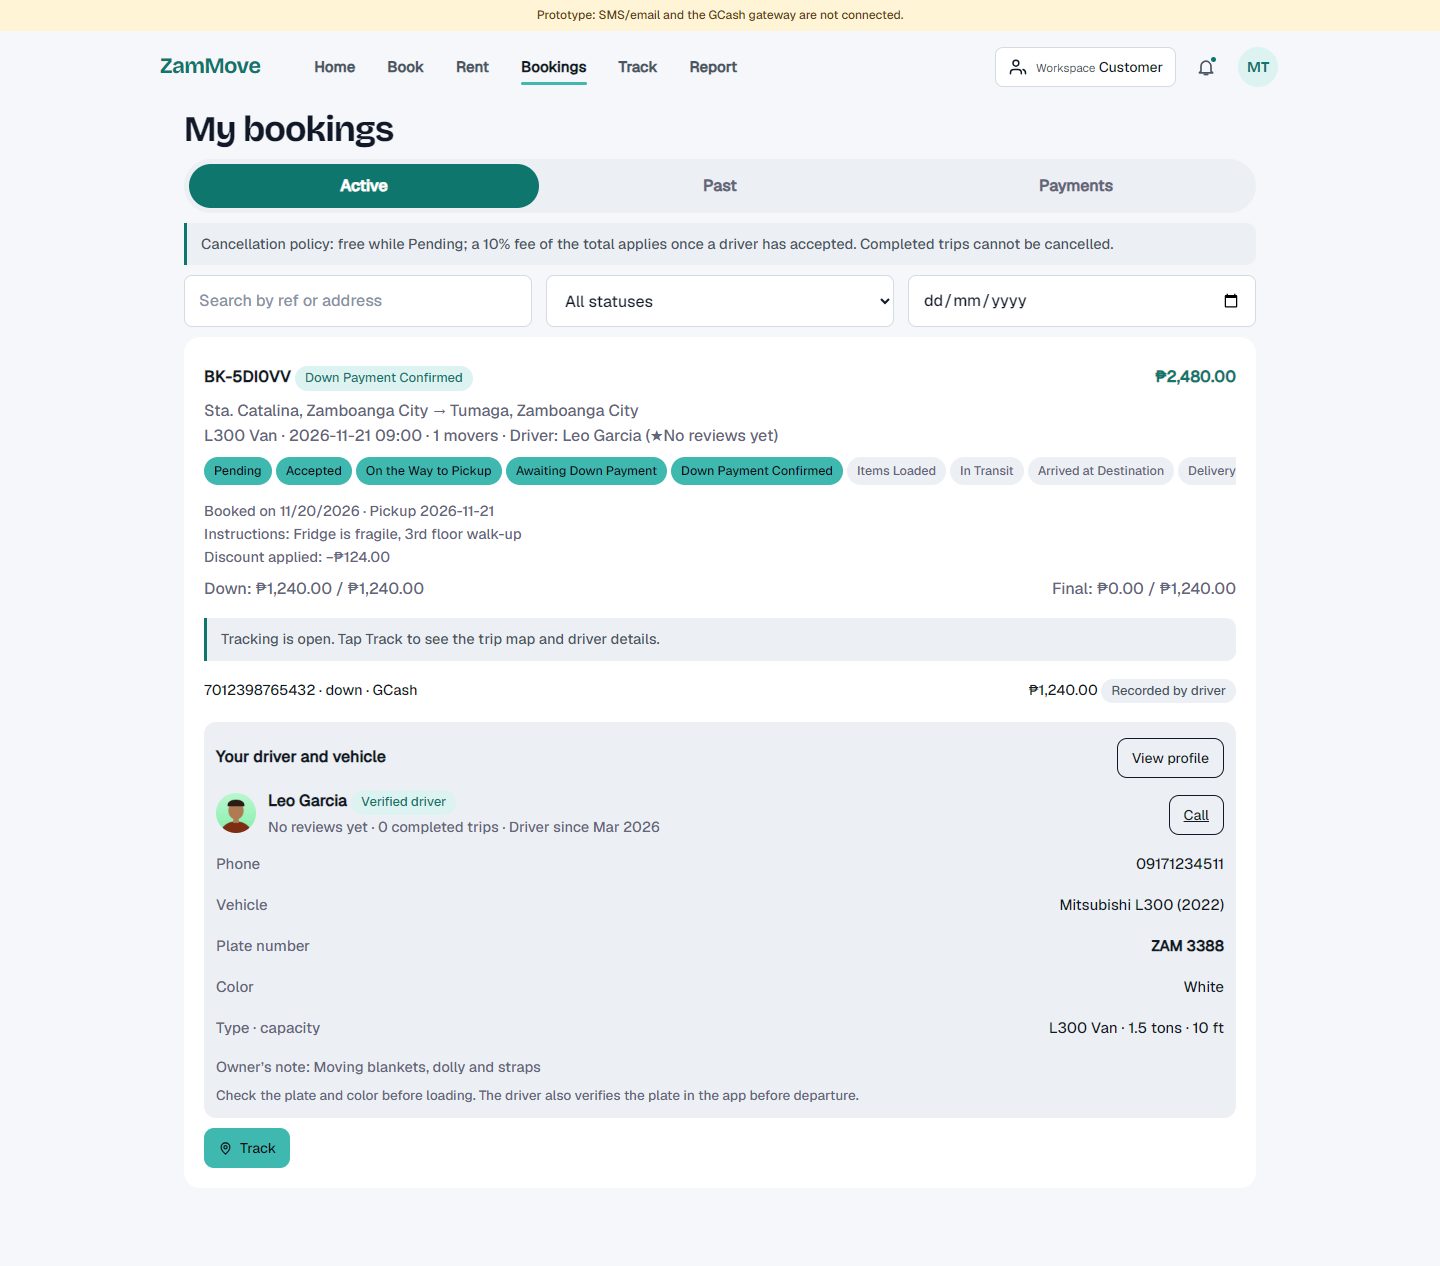 Prototype: SMS/email and the GCash gateway are not connected.
ZamMove
Home
Book
Rent
Bookings
Track
Report
Workspace Customer
MT
My bookings
Active
Past
Payments
Cancellation policy: free while Pending; a 10% fee of the total applies once a driver has accepted. Completed trips cannot be cancelled.
Search by ref or address
All statuses
dd/mm/yyyy
BK-5DI0VV Down Payment Confirmed ₱2,480.00
Sta. Catalina, Zamboanga City → Tumaga, Zamboanga City
L300 Van · 2026-11-21 09:00 · 1 movers · Driver: Leo Garcia (★No reviews yet)
Pending Accepted On the Way to Pickup Awaiting Down Payment Down Payment Confirmed Items Loaded In Transit Arrived at Destination Delivery
Booked on 11/20/2026 · Pickup 2026-11-21
Instructions: Fridge is fragile, 3rd floor walk-up
Discount applied: −₱124.00
Down: ₱1,240.00 / ₱1,240.00 Final: ₱0.00 / ₱1,240.00
Tracking is open. Tap Track to see the trip map and driver details.
7012398765432 · down · GCash ₱1,240.00 Recorded by driver
Your driver and vehicle View profile
Leo Garcia Verified driver
No reviews yet · 0 completed trips · Driver since Mar 2026
Call
Phone 09171234511
Vehicle Mitsubishi L300 (2022)
Plate number ZAM 3388
Color White
Type · capacity L300 Van · 1.5 tons · 10 ft
Owner's note: Moving blankets, dolly and straps
Check the plate and color before loading. The driver also verifies the plate in the app before departure.
Track